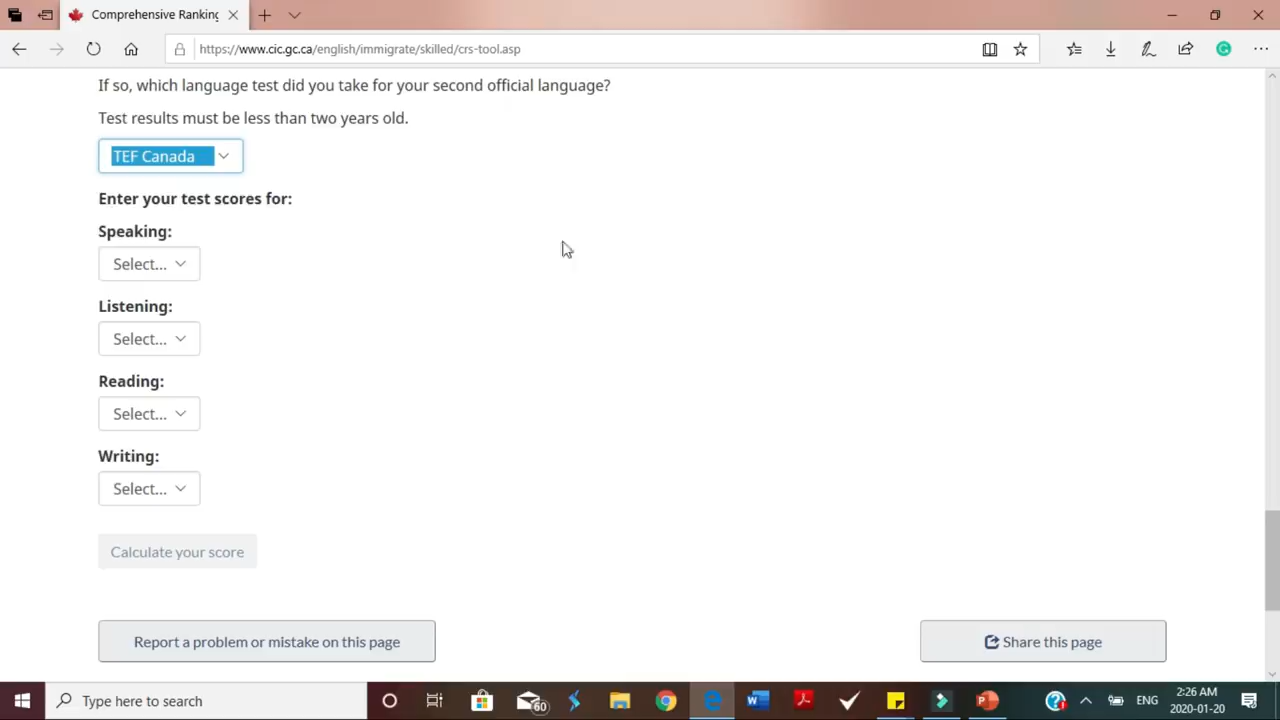 Comprehensive Ranking
https://www.cic.gc.ca/english/immigrate/skilled/crs-tool.asp
If so, which language test did you take for your second official language?
Test results must be less than two years old.
TEF Canada
Enter your test scores for:
Speaking:
Select...
Listening:
Select...
Reading:
Select...
Writing:
Select...
Calculate your score
Report a problem or mistake on this page
Share this page
Type here to search
60
ENG
2:26 AM
2020-01-20